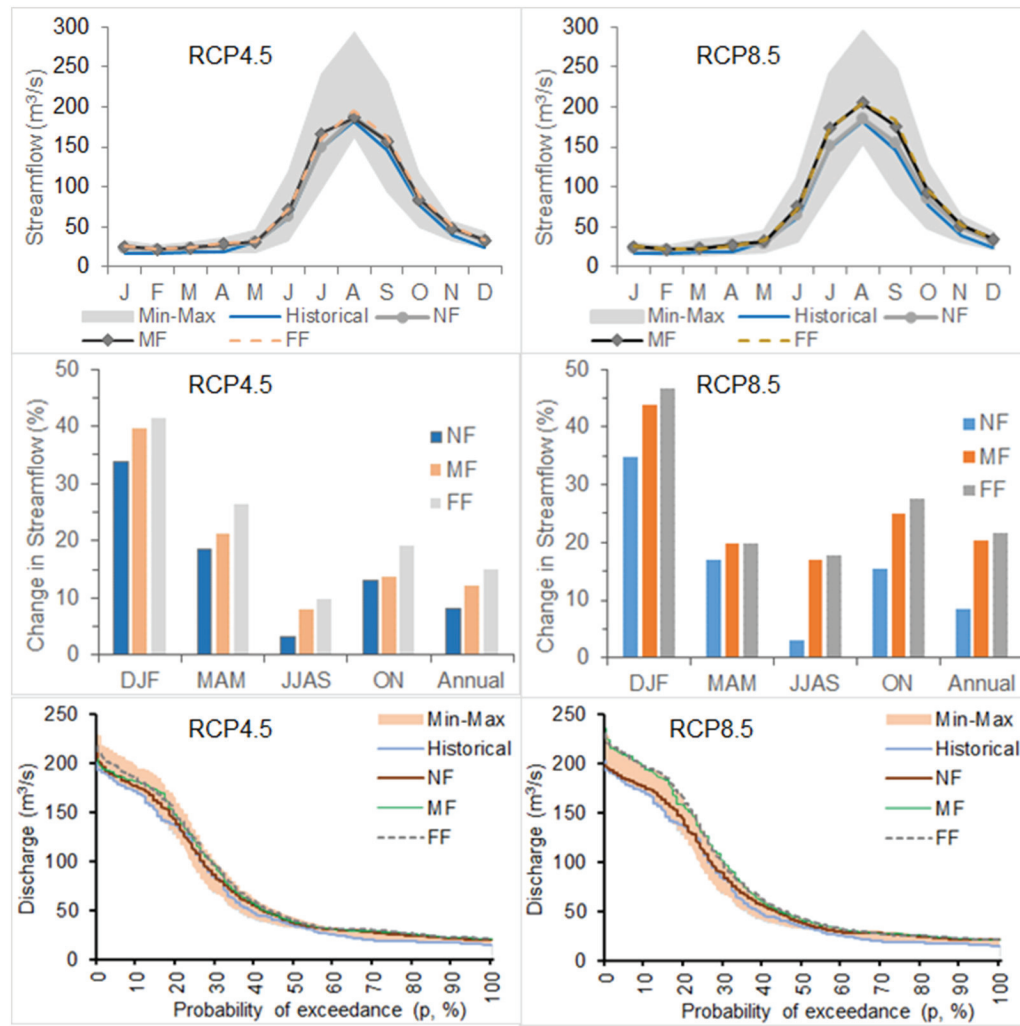 RCP4.5
Streamflow (m³/s)
300
250
200
150
100
50
0
J F M A M J J A S O N D
Min-Max Historical NF
MF FF
RCP8.5
Streamflow (m³/s)
300
250
200
150
100
50
0
J F M A M J J A S O N D
Min-Max Historical NF
MF FF
RCP4.5
Change in Streamflow (%)
50
40
30
20
10
0
NF
MF
FF
DJF MAM JJAS ON Annual
RCP8.5
Change in Streamflow (%)
50
40
30
20
10
0
NF
MF
FF
DJF MAM JJAS ON Annual
RCP4.5
Discharge (m³/s)
250
200
150
100
50
0
Min-Max
Historical
NF
MF
FF
0 10 20 30 40 50 60 70 80 90 100
Probability of exceedance (p, %)
RCP8.5
Discharge (m³/s)
250
200
150
100
50
0
Min-Max
Historical
NF
MF
FF
0 10 20 30 40 50 60 70 80 90 100
Probability of exceedance (p, %)